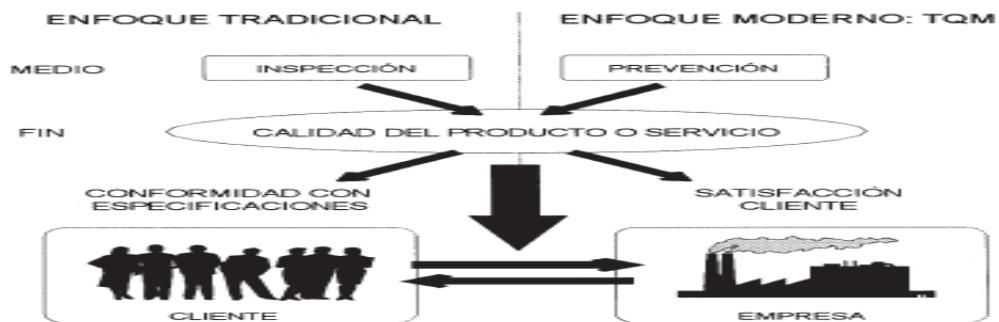 ENFOQUE TRADICIONAL
ENFOQUE MODERNO: TQM
MEDIO
INSPECCIÓN
PREVENCIÓN
FIN
CALIDAD DEL PRODUCTO O SERVICIO
CONFORMIDAD CON
ESPECIFICACIONES
SATISFACCIÓN
CLIENTE
CLIENTE
EMPRESA